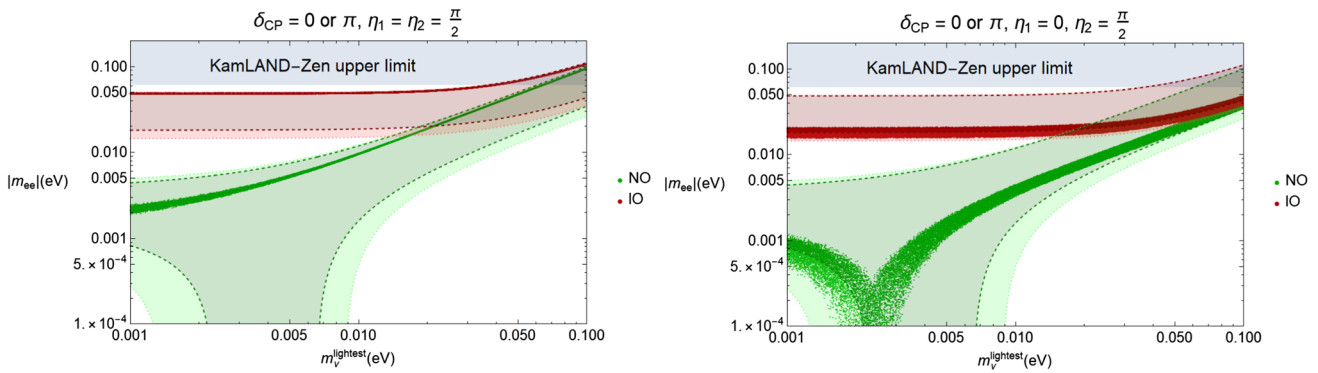 δCP = 0 or π, η1 = η2 = π/2
KamLAND−Zen upper limit
0.100
0.050
0.010
0.005
0.001
5.×10−4
1.×10−4
|mee|(eV)
0.001
0.005
0.010
0.050
0.100
mνlightest(eV)
NO
IO
δCP = 0 or π, η1 = 0, η2 = π/2
KamLAND−Zen upper limit
0.100
0.050
0.010
0.005
0.001
5.×10−4
1.×10−4
|mee|(eV)
0.001
0.005
0.010
0.050
0.100
mνlightest(eV)
NO
IO